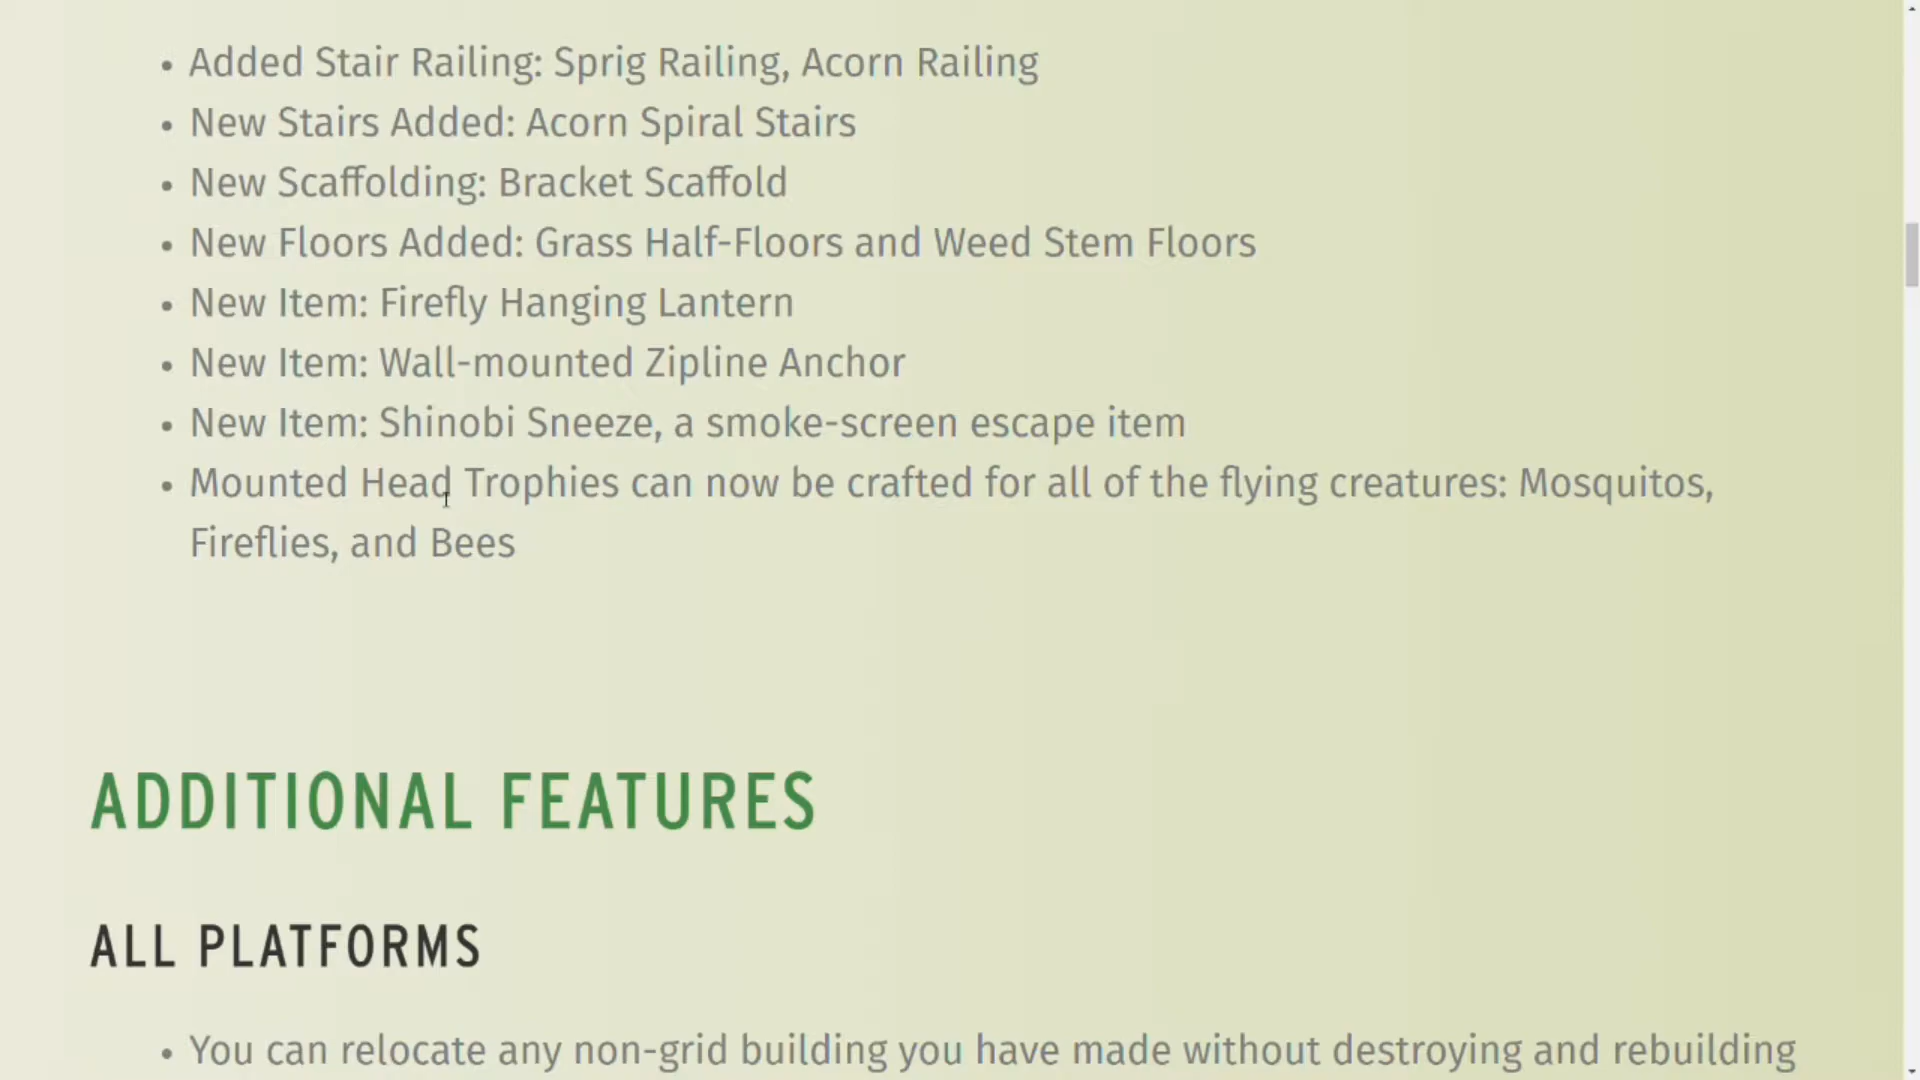 • Added Stair Railing: Sprig Railing, Acorn Railing
• New Stairs Added: Acorn Spiral Stairs
• New Scaffolding: Bracket Scaffold
• New Floors Added: Grass Half-Floors and Weed Stem Floors
• New Item: Firefly Hanging Lantern
• New Item: Wall-mounted Zipline Anchor
• New Item: Shinobi Sneeze, a smoke-screen escape item
• Mounted Head Trophies can now be crafted for all of the flying creatures: Mosquitos,
Fireflies, and Bees
ADDITIONAL FEATURES
ALL PLATFORMS
• You can relocate any non-grid building you have made without destroying and rebuilding